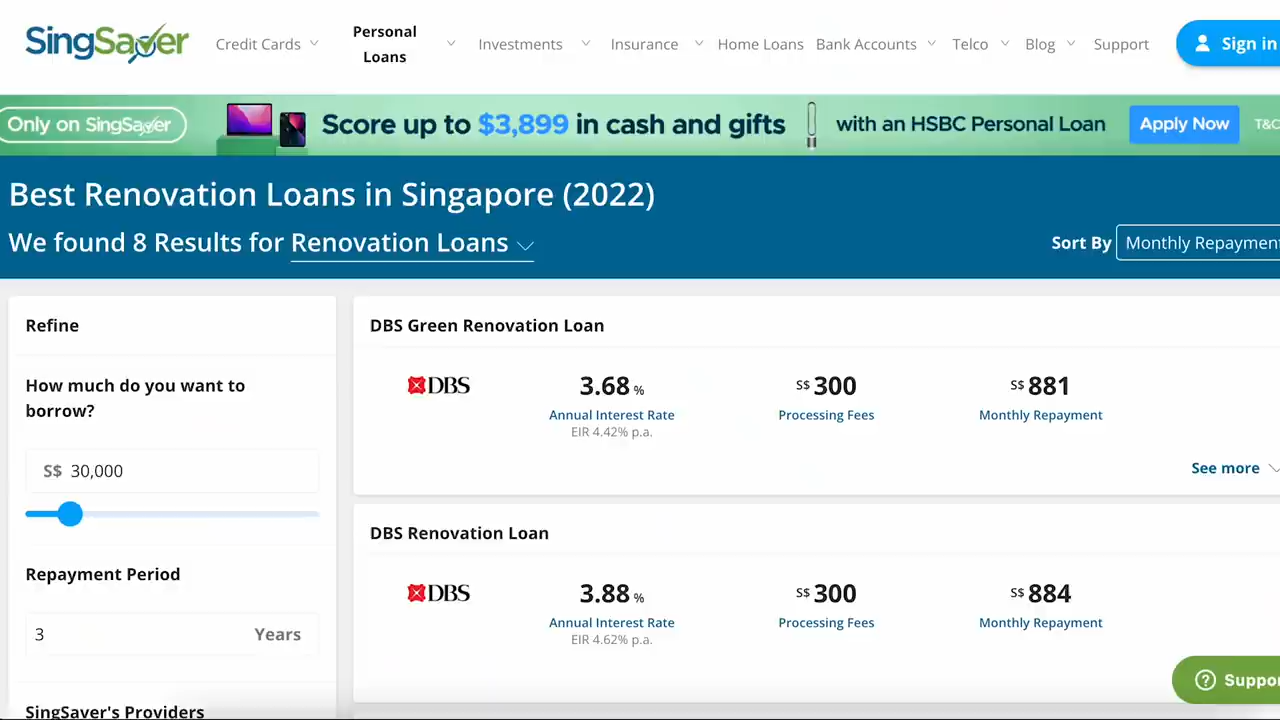 SingSaver
Credit Cards
Personal
Loans
Investments
Insurance
Home Loans
Bank Accounts
Telco
Blog
Support
Sign in
Only on SingSaver
Score up to $3,899 in cash and gifts
with an HSBC Personal Loan
Apply Now
T&C
Best Renovation Loans in Singapore (2022)
We found 8 Results for Renovation Loans
Sort By
Monthly Repayment
Refine
How much do you want to
borrow?
S$ 30,000
Repayment Period
3 Years
SingSaver's Providers
DBS Green Renovation Loan
DBS
3.68 %
Annual Interest Rate
EIR 4.42% p.a.
S$ 300
Processing Fees
S$ 881
Monthly Repayment
See more
DBS Renovation Loan
DBS
3.88 %
Annual Interest Rate
EIR 4.62% p.a.
S$ 300
Processing Fees
S$ 884
Monthly Repayment
Suppo